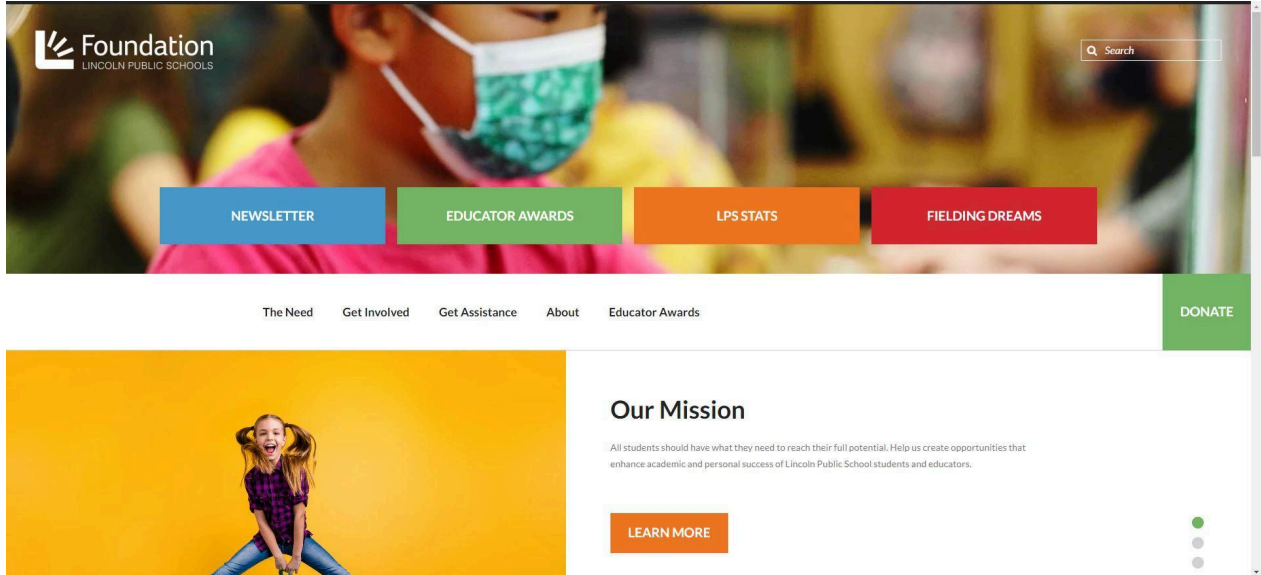 Foundation
LINCOLN PUBLIC SCHOOLS
Search
NEWSLETTER
EDUCATOR AWARDS
LPS STATS
FIELDING DREAMS
The Need
Get Involved
Get Assistance
About
Educator Awards
DONATE
Our Mission
All students should have what they need to reach their full potential. Help us create opportunities that
enhance academic and personal success of Lincoln Public School students and educators.
LEARN MORE